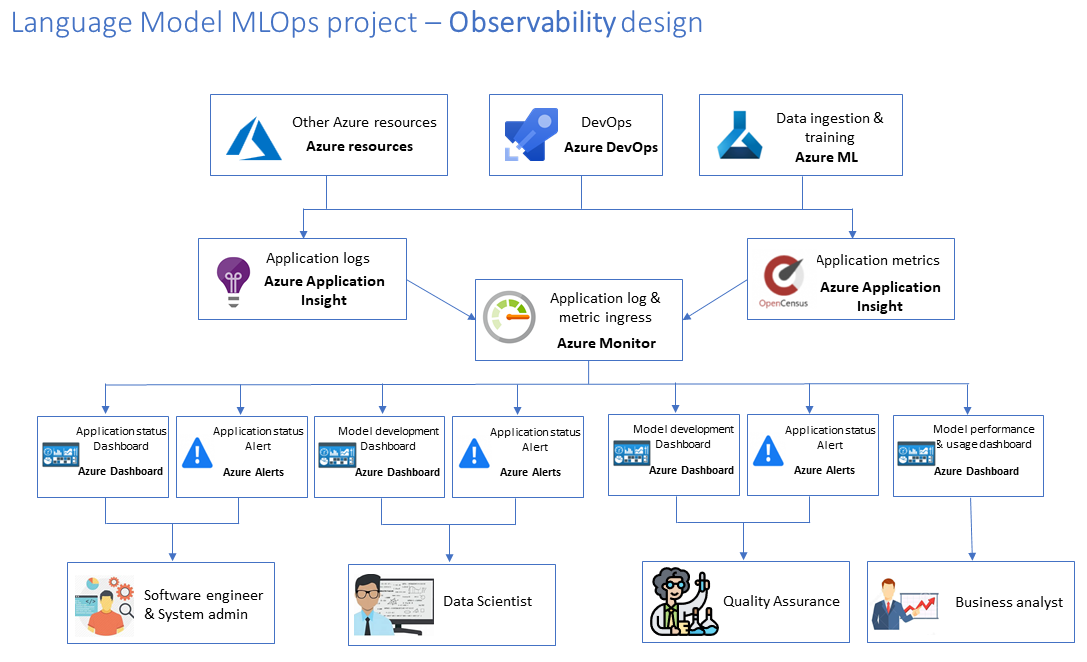 Language Model MLOps project – Observability design
Other Azure resources
Azure resources
DevOps
Azure DevOps
Data ingestion &
training
Azure ML
Application logs
Azure Application
Insight
Application log &
metric ingress
Azure Monitor
OpenCensus
Application metrics
Azure Application
Insight
Application status
Dashboard
Azure Dashboard
Application status
Alert
Azure Alerts
Model development
Dashboard
Azure Dashboard
Application status
Alert
Azure Alerts
Model development
Dashboard
Azure Dashboard
Application status
Alert
Azure Alerts
Model performance
& usage dashboard
Azure Dashboard
Software engineer
& System admin
Data Scientist
Quality Assurance
Business analyst